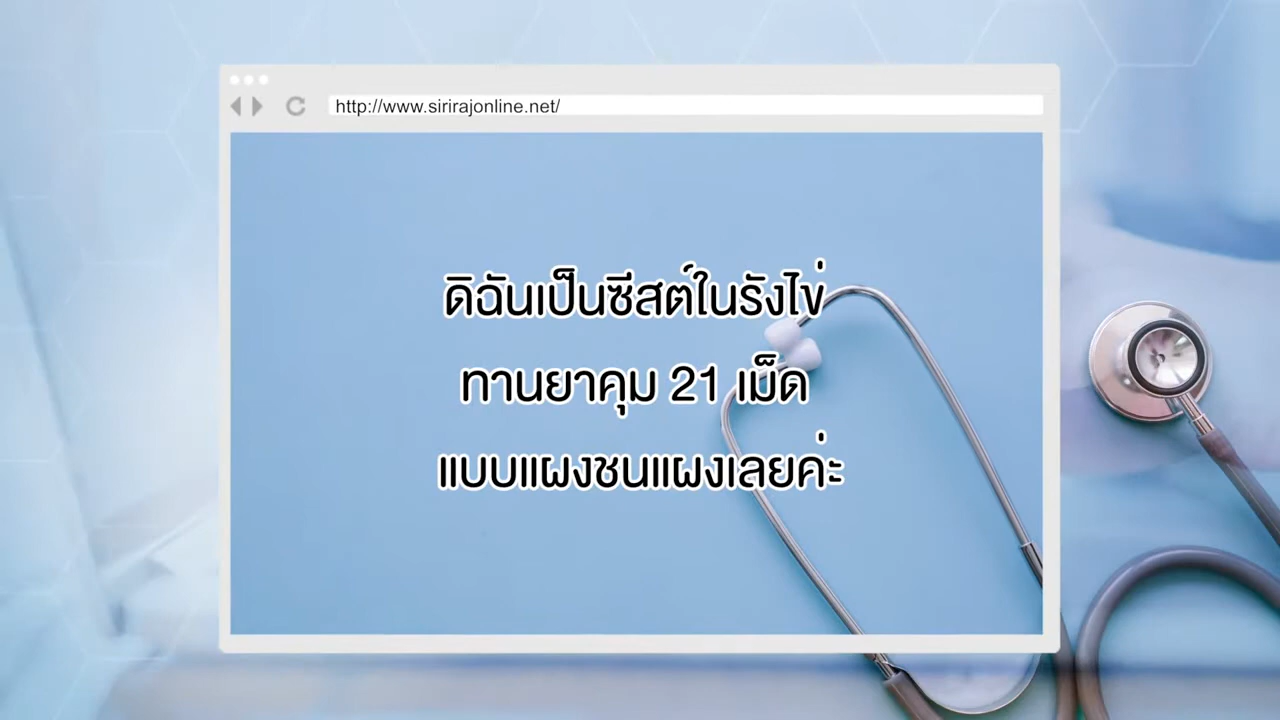 http://www.sirirajonline.net/
ดิฉันเป็นซีสต์ในรังไข่
ทานยาคุม 21 เม็ด
แบบแผงชนแผงเลยค่ะ